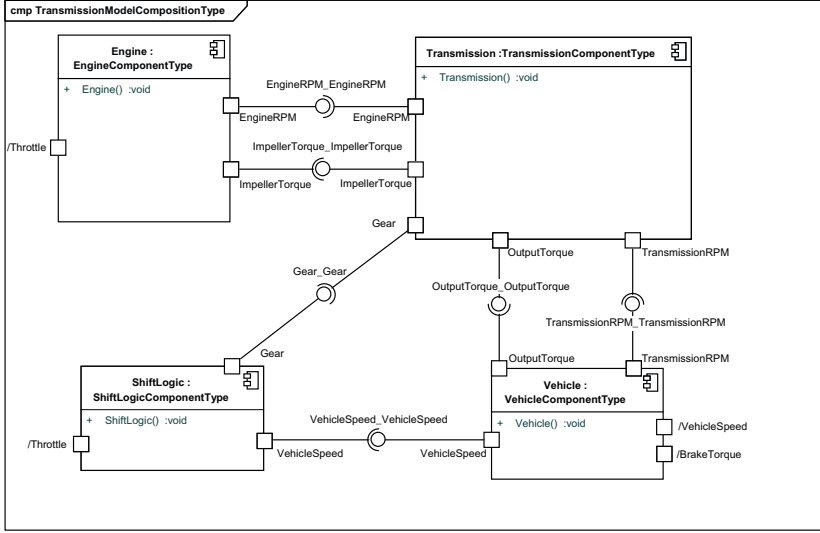 cmp TransmissionModelCompositionType
Engine :
EngineComponentType
+ Engine() :void
/Throttle
EngineRPM
EngineRPM_EngineRPM
EngineRPM
ImpellerTorque_ImpellerTorque
ImpellerTorque
ImpellerTorque
Transmission :TransmissionComponentType
+ Transmission() :void
Gear
Gear_Gear
Gear
OutputTorque
TransmissionRPM
OutputTorque_OutputTorque
TransmissionRPM_TransmissionRPM
OutputTorque
TransmissionRPM
ShiftLogic :
ShiftLogicComponentType
+ ShiftLogic() :void
/Throttle
VehicleSpeed
VehicleSpeed_VehicleSpeed
VehicleSpeed
Vehicle :
VehicleComponentType
+ Vehicle() :void
/VehicleSpeed
/BrakeTorque